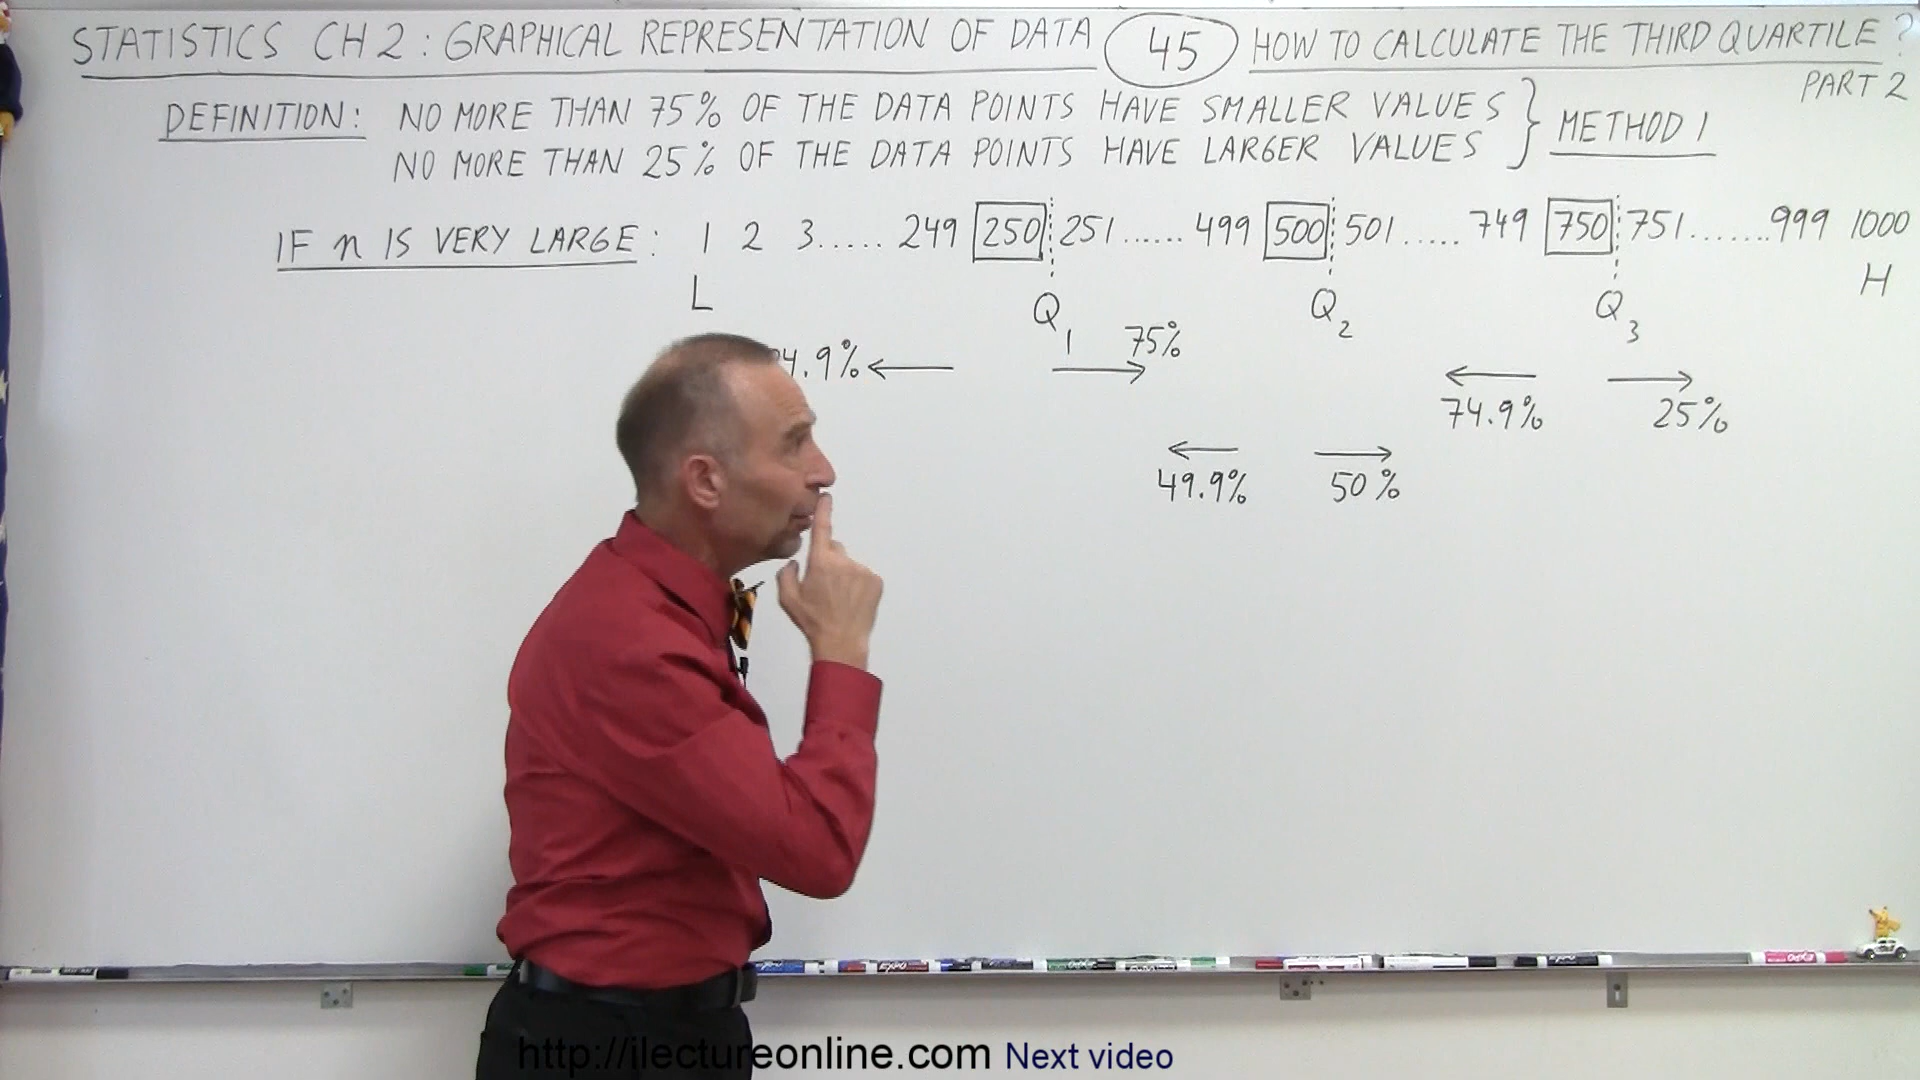 STATISTICS CH 2 : GRAPHICAL REPRESENTATION OF DATA 45 HOW TO CALCULATE THE THIRD QUARTILE ?
PART 2
DEFINITION : NO MORE THAN 75% OF THE DATA POINTS HAVE SMALLER VALUES
NO MORE THAN 25% OF THE DATA POINTS HAVE LARGER VALUES
METHOD 1
IF n IS VERY LARGE : 1 2 3..... 249 250 251...... 499 500 501..... 749 750 751.......999 1000
L Q1 Q2 Q3 H
4.9% 75%
74.9% 25%
49.9% 50%
EXPO
http://ilectureonline.com Next video